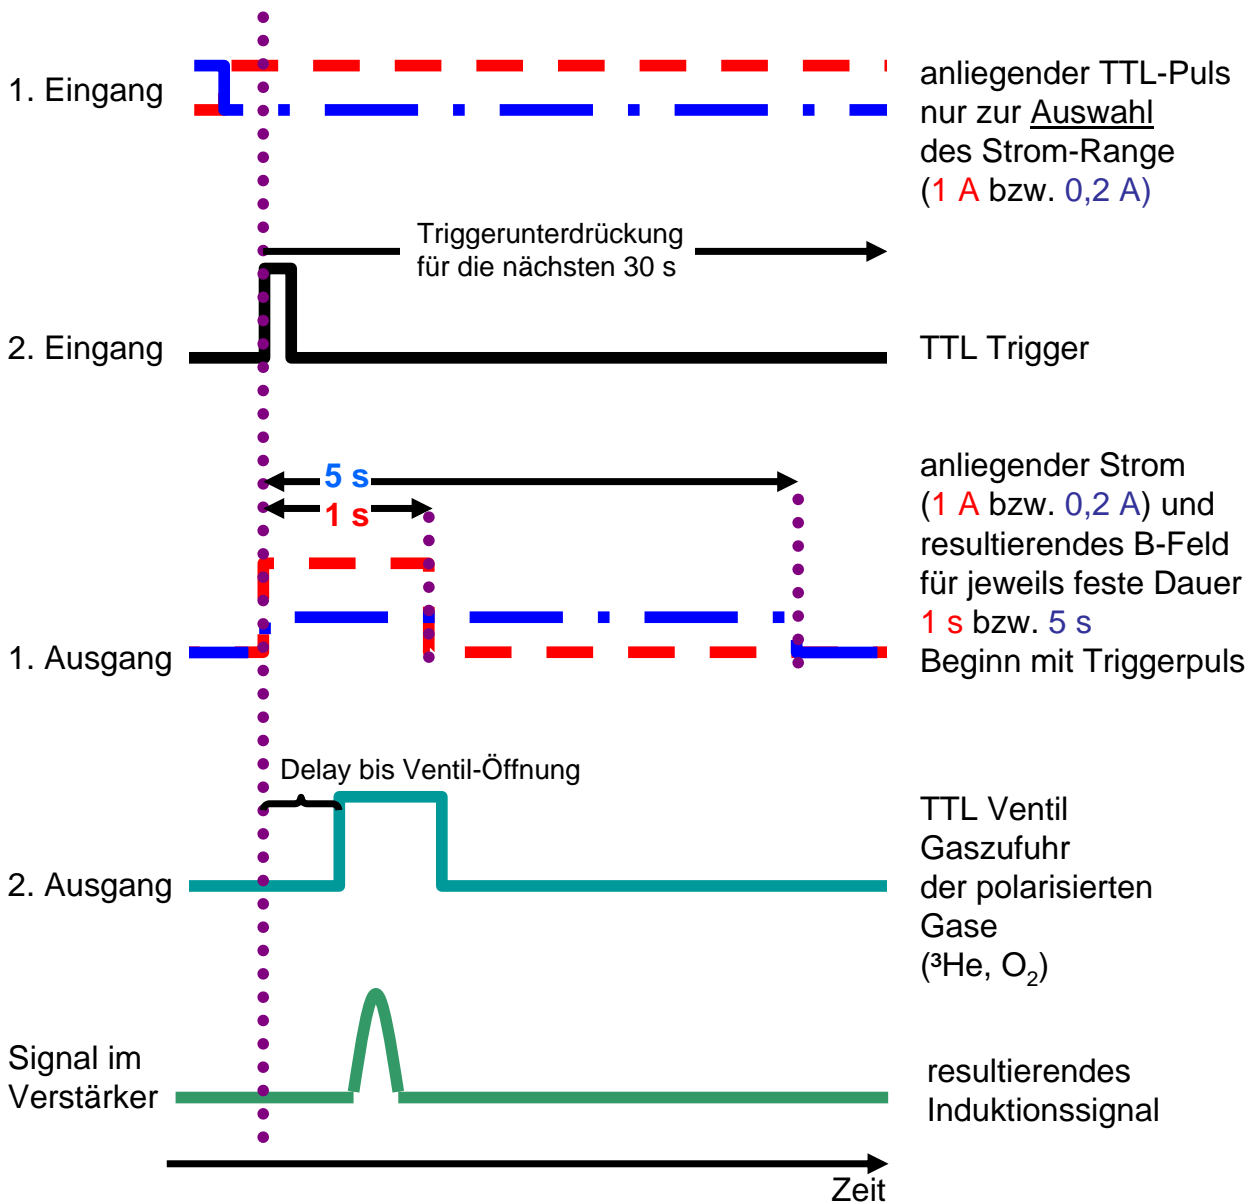 1. Eingang
anliegender TTL-Puls
nur zur Auswahl
des Strom-Range
(1 A bzw. 0,2 A)
Triggerunterdrückung
für die nächsten 30 s
2. Eingang
TTL Trigger
5 s
1 s
anliegender Strom
(1 A bzw. 0,2 A) und
resultierendes B-Feld
für jeweils feste Dauer
1 s bzw. 5 s
Beginn mit Triggerpuls
1. Ausgang
Delay bis Ventil-Öffnung
2. Ausgang
TTL Ventil
Gaszufuhr
der polarisierten
Gase
(³He, O₂)
Signal im
Verstärker
resultierendes
Induktionssignal
Zeit